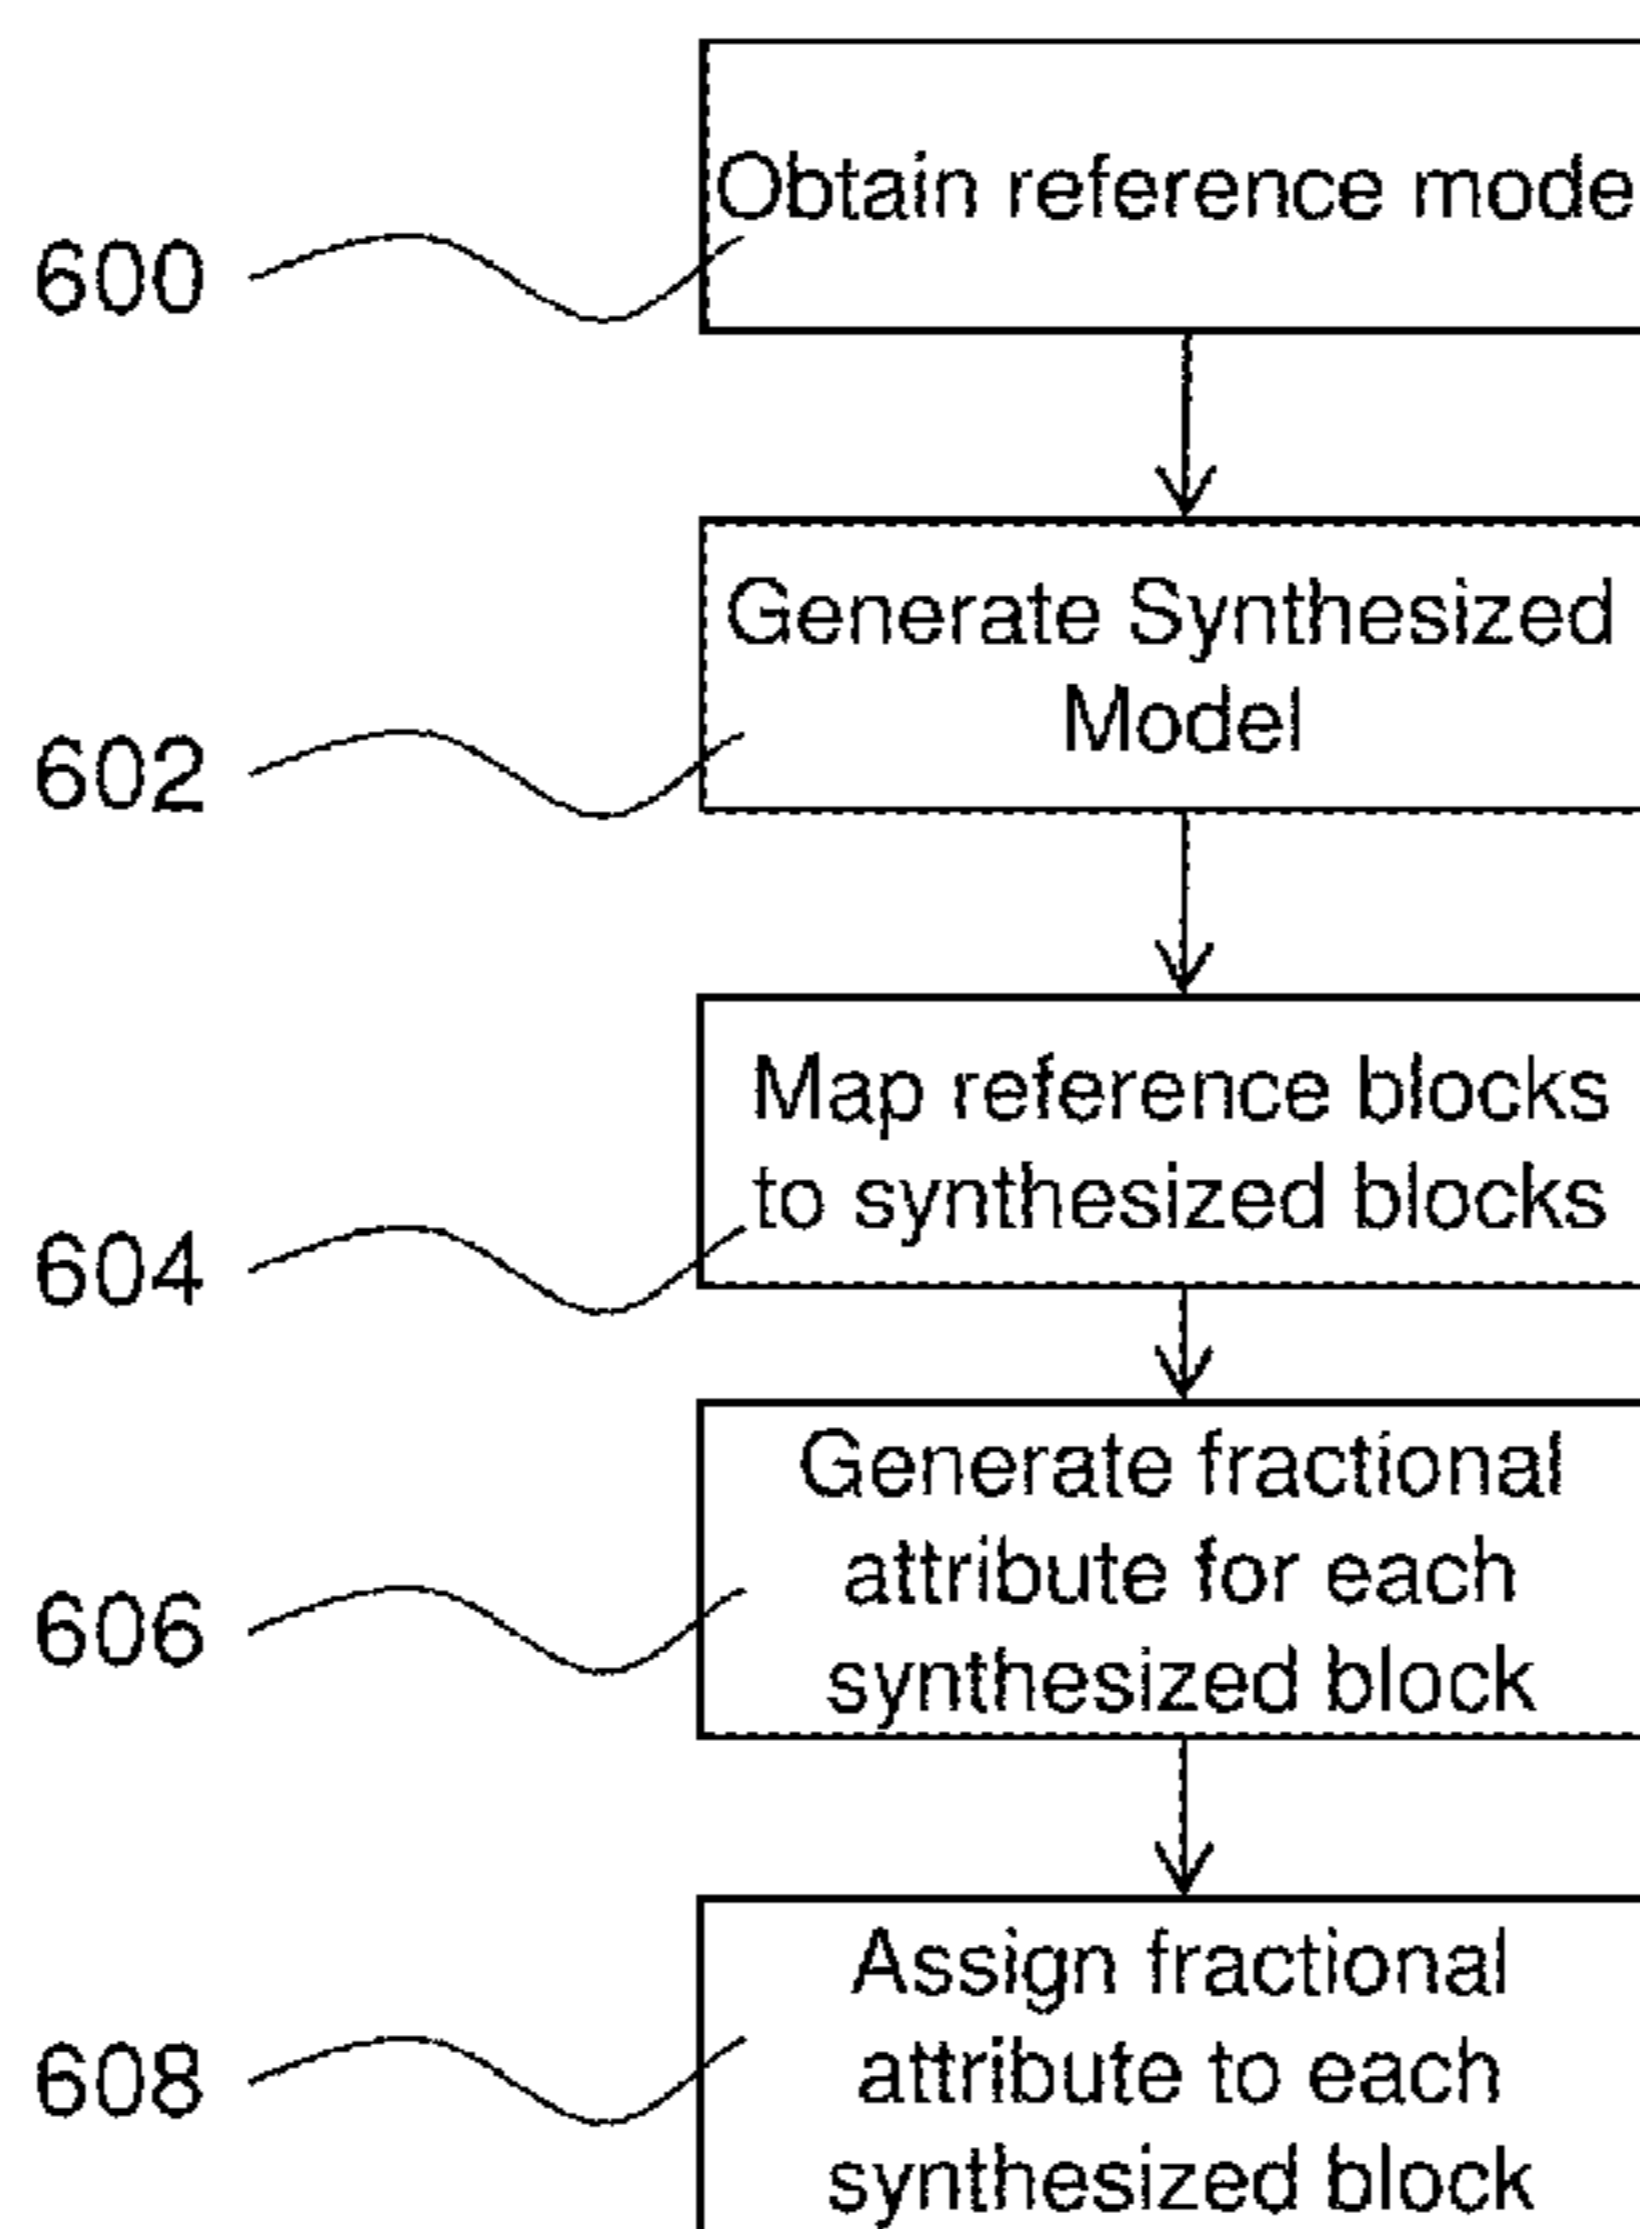 Obtain reference mode
600
Generate Synthesized
Model
602
Map reference blocks
to synthesized blocks
604
Generate fractional
attribute for each
synthesized block
606
Assign fractional
attribute to each
synthesized block
608